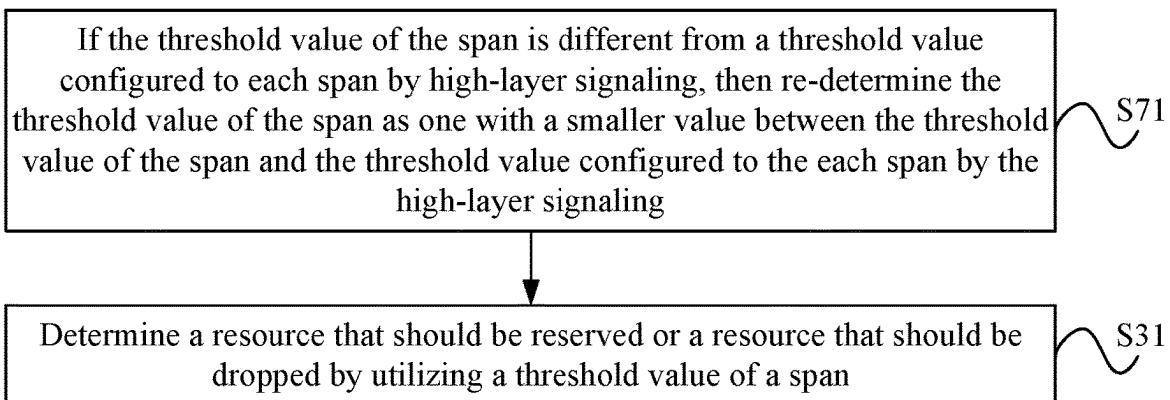 If the threshold value of the span is different from a threshold value
configured to each span by high-layer signaling, then re-determine the
threshold value of the span as one with a smaller value between the threshold
value of the span and the threshold value configured to the each span by the
high-layer signaling
S71
Determine a resource that should be reserved or a resource that should be
dropped by utilizing a threshold value of a span
S31